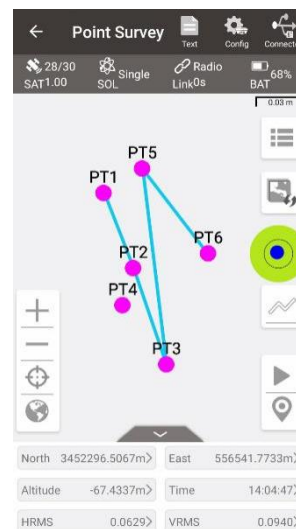 Point Survey
Text Config Connecto
28/30 Single Radio 68%
SAT1.00 SOL Link0s BAT
0.03 m
PT5
PT1
PT6
PT2
PT4
PT3
North 3452296.5067m East 556541.7733m
Altitude -67.4337m Time 14:04:47
HRMS 0.0629 VRMS 0.0940